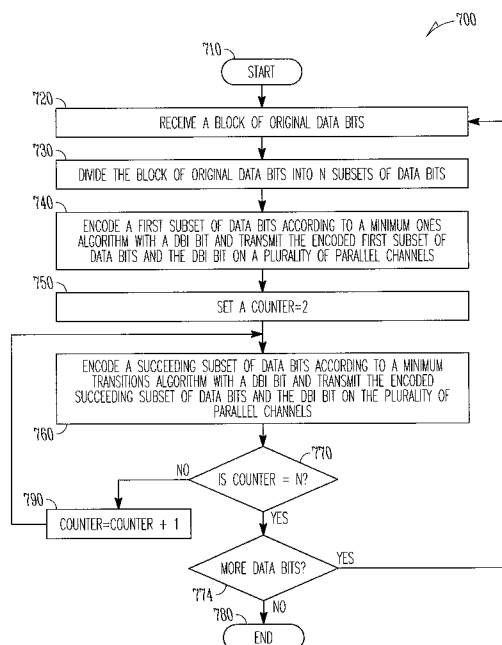 700
710
START
720
RECEIVE A BLOCK OF ORIGINAL DATA BITS
730
DIVIDE THE BLOCK OF ORIGINAL DATA BITS INTO N SUBSETS OF DATA BITS
740
ENCODE A FIRST SUBSET OF DATA BITS ACCORDING TO A MINIMUM ONES
ALGORITHM WITH A DBI BIT AND TRANSMIT THE ENCODED FIRST SUBSET OF
DATA BITS AND THE DBI BIT ON A PLURALITY OF PARALLEL CHANNELS
750
SET A COUNTER=2
ENCODE A SUCCEEDING SUBSET OF DATA BITS ACCORDING TO A MINIMUM
TRANSITIONS ALGORITHM WITH A DBI BIT AND TRANSMIT THE ENCODED
SUCCEEDING SUBSET OF DATA BITS AND THE DBI BIT ON THE PLURALITY OF
PARALLEL CHANNELS
760
770
NO
IS COUNTER = N?
790
COUNTER=COUNTER + 1
YES
MORE DATA BITS?
YES
774
NO
780
END